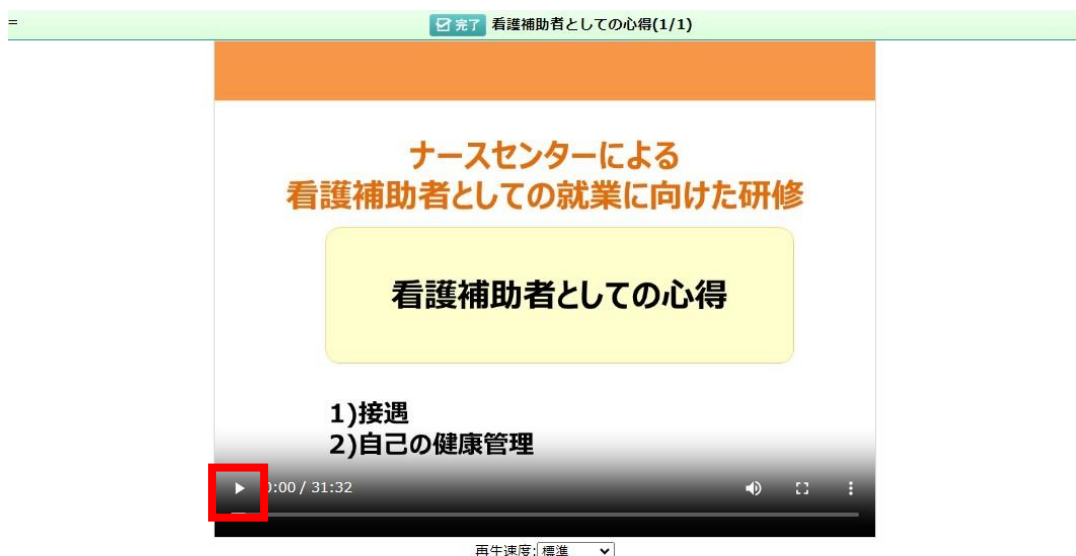 =
完了 看護補助者としての心得(1/1)
ナースセンターによる
看護補助者としての就業に向けた研修
看護補助者としての心得
1)接遇
2)自己の健康管理
:00 / 31:32
再生速度:標準